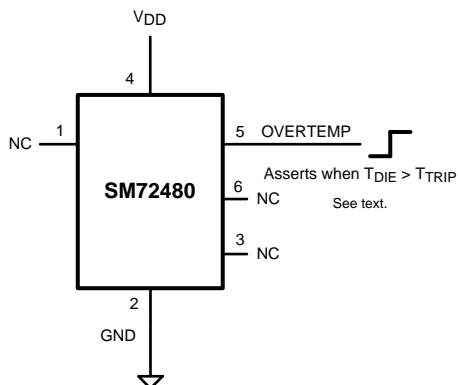 VDD
4
1
NC
5
OVERTEMP
Asserts when TDIE > TTRIP
See text.
SM72480
6
NC
3
NC
2
GND